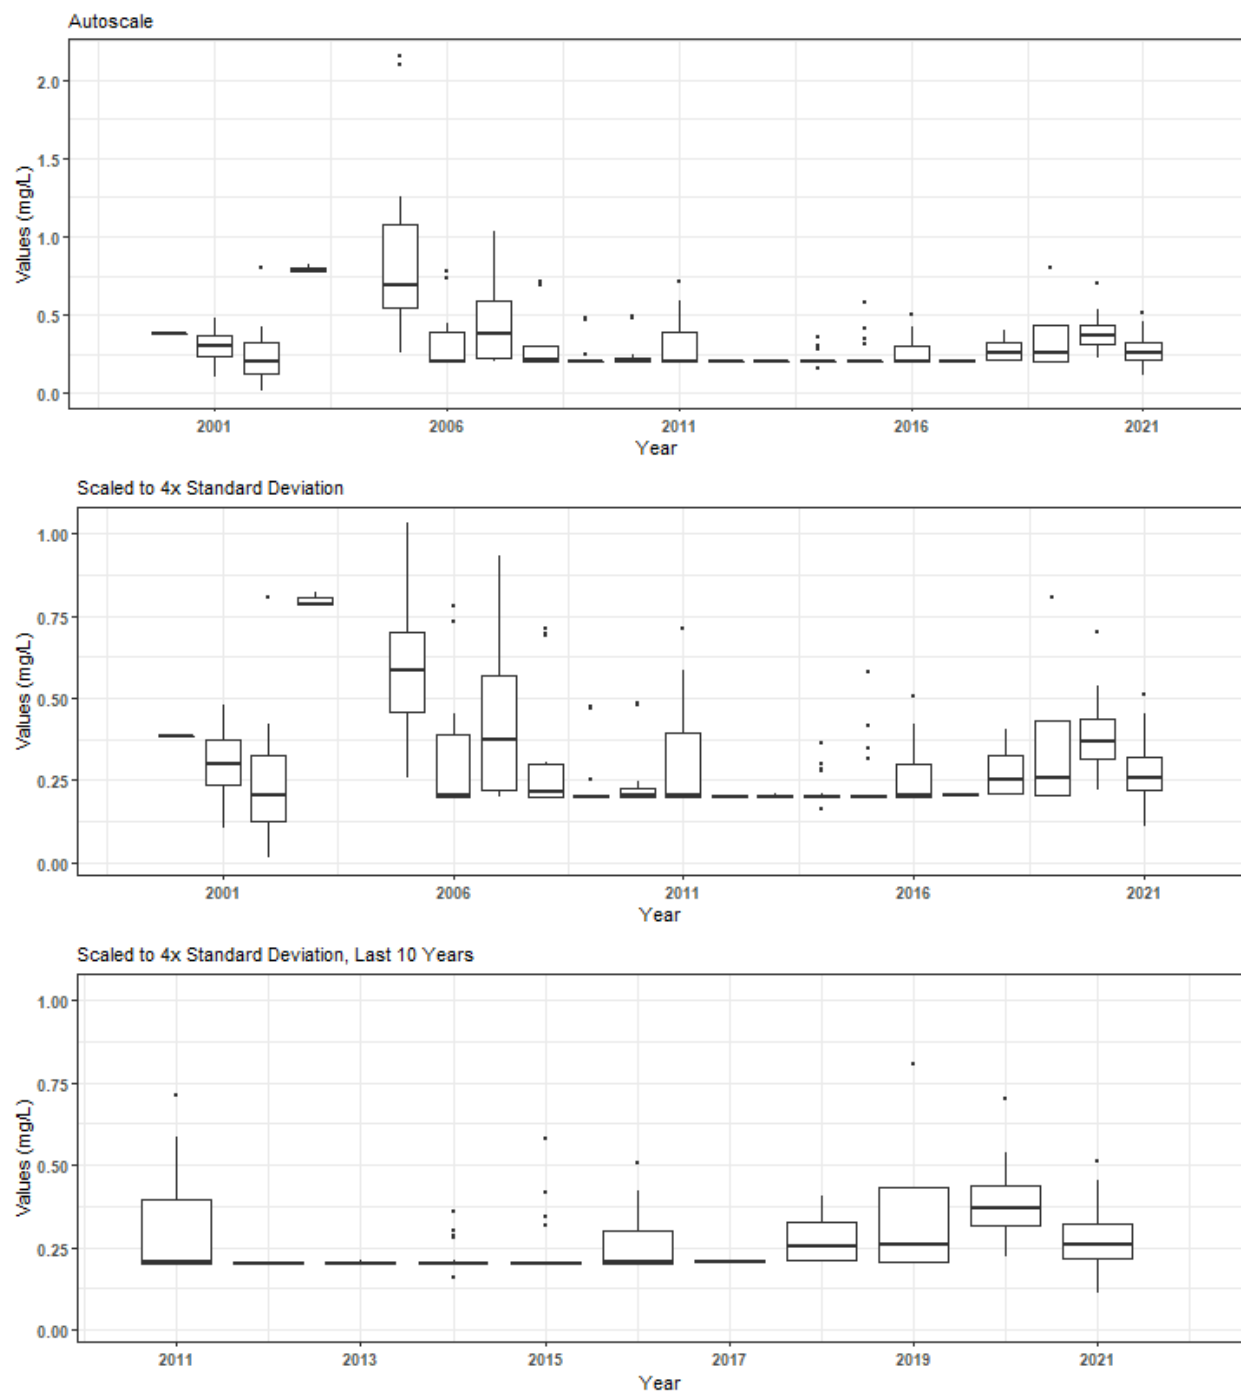 Autoscale
2.0
1.5
1.0
0.5
0.0
Values (mg/L)
2001 2006 2011 2016 2021
Year
Scaled to 4x Standard Deviation
1.00
0.75
0.50
0.25
0.00
Values (mg/L)
2001 2006 2011 2016 2021
Year
Scaled to 4x Standard Deviation, Last 10 Years
1.00
0.75
0.50
0.25
0.00
Values (mg/L)
2011 2013 2015 2017 2019 2021
Year